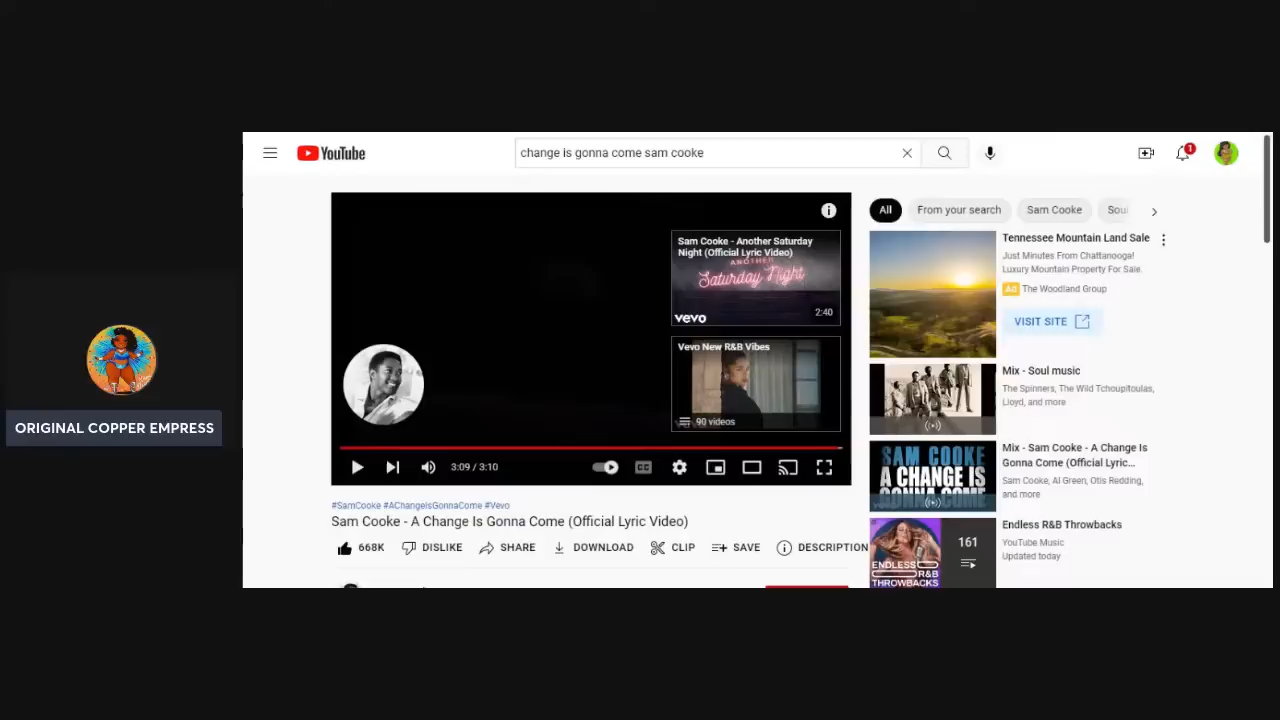 YouTube
change is gonna come sam cooke
1
All
From your search
Sam Cooke
Soul
Sam Cooke - Another Saturday
Night (Official Lyric Video)
ANOTHER
Saturday Night
vevo
2:40
Vevo New R&B Vibes
90 videos
3:09 / 3:10
CC
#SamCooke #AChangeIsGonnaCome #Vevo
Sam Cooke - A Change Is Gonna Come (Official Lyric Video)
668K
DISLIKE
SHARE
DOWNLOAD
CLIP
SAVE
DESCRIPTION
Tennessee Mountain Land Sale
Just Minutes From Chattanooga!
Luxury Mountain Property For Sale.
Ad
The Woodland Group
VISIT SITE
Mix - Soul music
The Spinners, The Wild Tchoupitoulas,
Lloyd, and more
SAM COOKE
A CHANGE IS
GONNA COME
Mix - Sam Cooke - A Change Is
Gonna Come (Official Lyric...
Sam Cooke, Al Green, Otis Redding,
and more
ENDLESS
R&B
THROWBACKS
161
Endless R&B Throwbacks
YouTube Music
Updated today
ORIGINAL COPPER EMPRESS